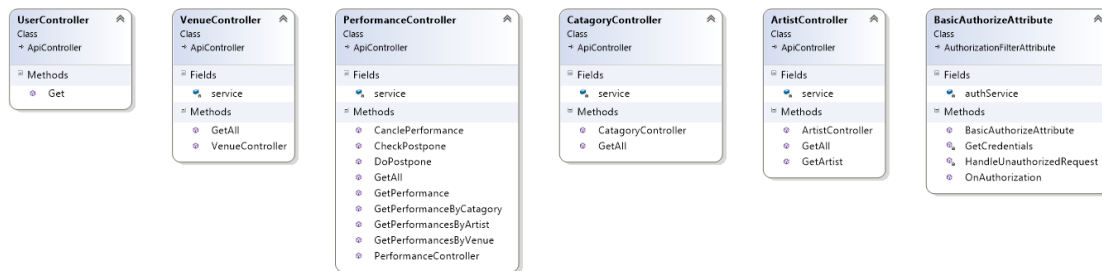 UserController
Class
ApiController
Methods
Get
VenueController
Class
ApiController
Fields
service
Methods
GetAll
VenueController
PerformanceController
Class
ApiController
Fields
service
Methods
CanclePerformance
CheckPostpone
DoPostpone
GetAll
GetPerformance
GetPerformanceByCatagory
GetPerformancesByArtist
GetPerformancesByVenue
PerformanceController
CatagoryController
Class
ApiController
Fields
service
Methods
CatagoryController
GetAll
ArtistController
Class
ApiController
Fields
service
Methods
ArtistController
GetAll
GetArtist
BasicAuthorizeAttribute
Class
AuthorizationFilterAttribute
Fields
authService
Methods
BasicAuthorizeAttribute
GetCredentials
HandleUnauthorizedRequest
OnAuthorization